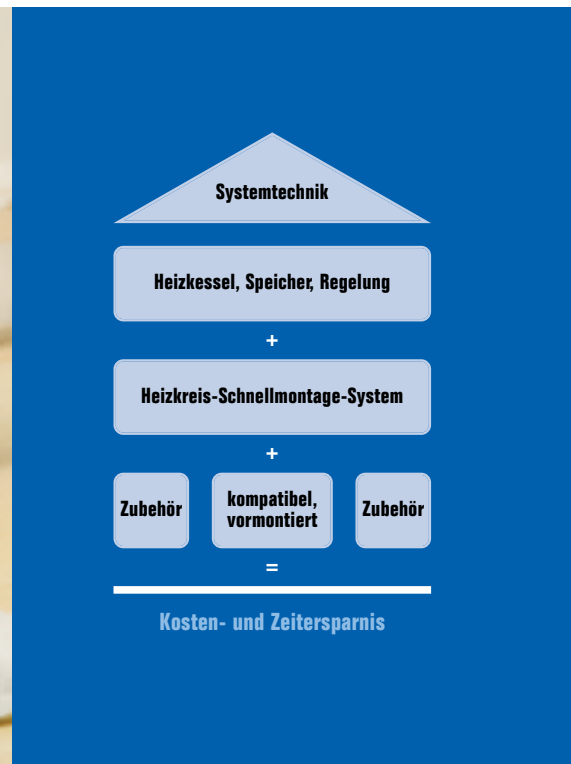 Systemtechnik
Heizkessel, Speicher, Regelung
+
Heizkreis-Schnellmontage-System
+
Zubehör
kompatibel,
vormontiert
Zubehör
=
Kosten- und Zeitersparnis